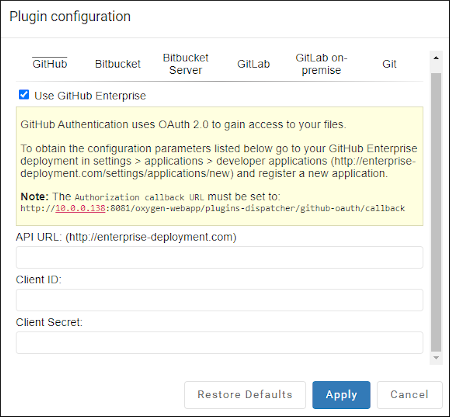 Plugin configuration
GitHub
Bitbucket
Bitbucket
Server
GitLab
GitLab on-
premise
Git
Use GitHub Enterprise
GitHub Authentication uses OAuth 2.0 to gain access to your files.
To obtain the configuration parameters listed below go to your GitHub Enterprise
deployment in settings > applications > developer applications (http://enterprise-
deployment.com/settings/applications/new) and register a new application.
Note: The Authorization callback URL must be set to:
http://10.0.0.138:8081/oxygen-webapp/plugins-dispatcher/github-oauth/callback
API URL: (http://enterprise-deployment.com)
Client ID:
Client Secret:
Restore Defaults
Apply
Cancel